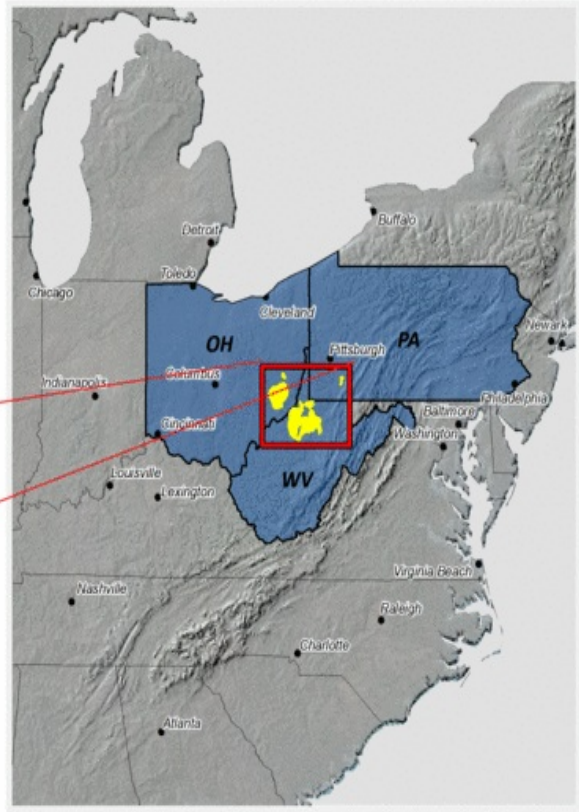 Buffalo
Detroit
Toledo
Chicago
Cleveland
Newark
OH
PA
Pittsburgh
Columbus
Indianapolis
Philadelphia
Baltimore
Cincinnati
Washington
Louisville
WV
Lexington
Virginia Beach
Nashville
Raleigh
Charlotte
Atlanta